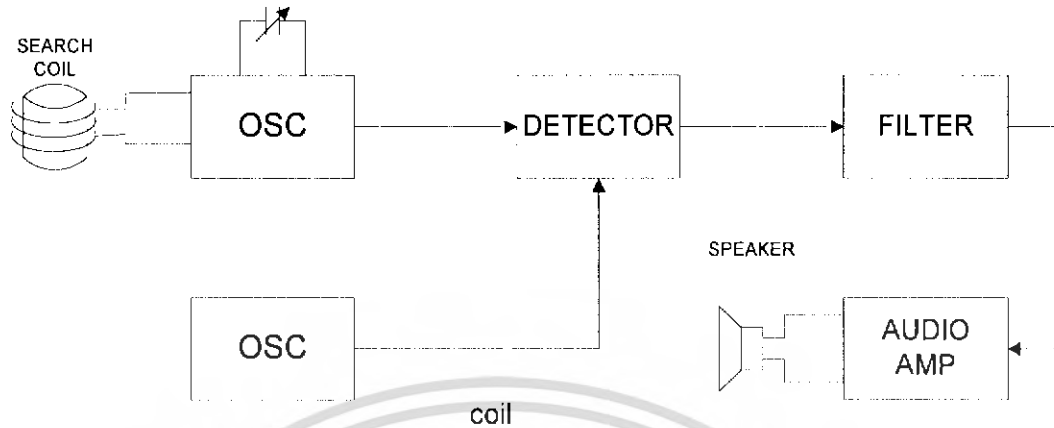 SEARCH
COIL
OSC
DETECTOR
FILTER
SPEAKER
OSC
AUDIO
AMP
coil